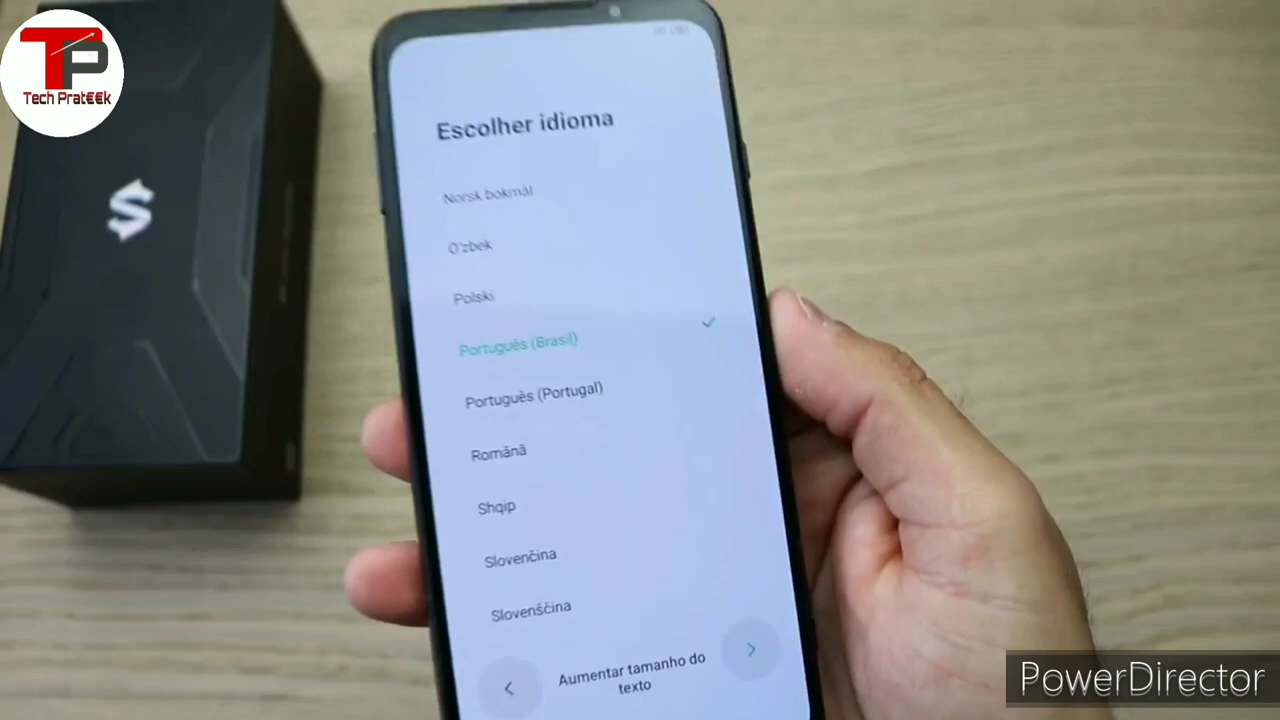 TP
Tech Prat€€k
Escolher idioma
Norsk bokmål
O'zbek
Polski
Português (Brasil)
Português (Portugal)
Română
Shqip
Slovenčina
Slovenščina
Aumentar tamanho do
texto
PowerDirector